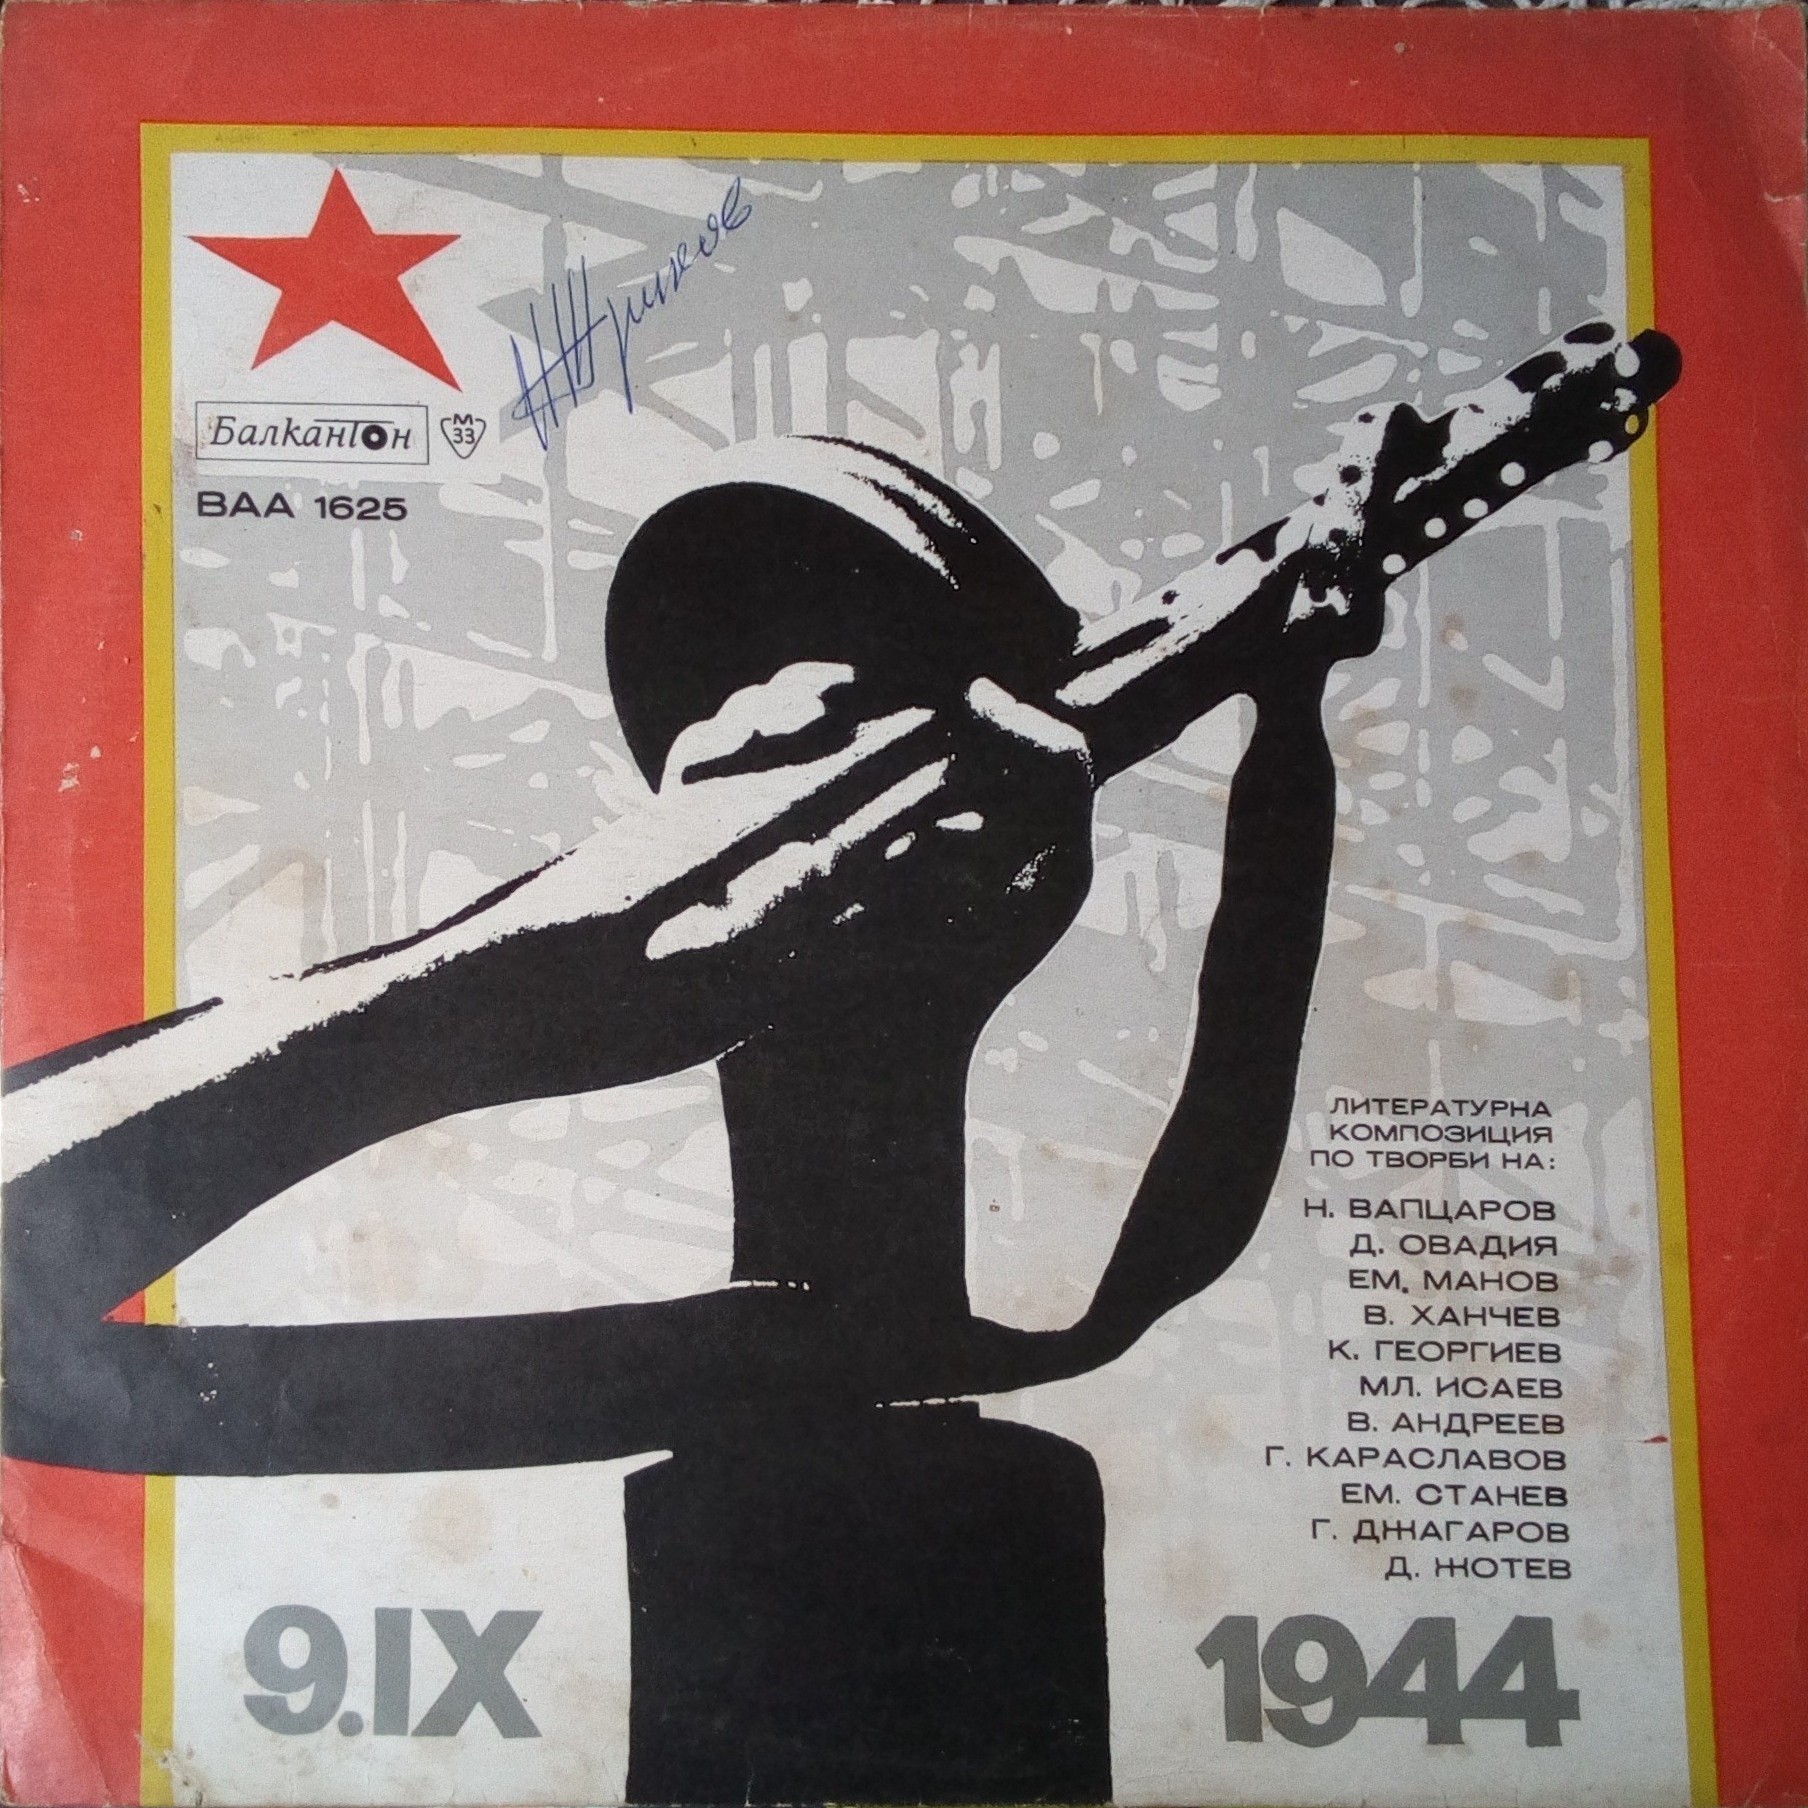 Балкантон
М
33
ВАА 1625
ЛИТЕРАТУРНА
КОМПОЗИЦИЯ
ПО ТВОРБИ НА:
Н. ВАПЦАРОВ
Д. ОВАДИЯ
ЕМ. МАНОВ
В. ХАНЧЕВ
К. ГЕОРГИЕВ
МЛ. ИСАЕВ
В. АНДРЕЕВ
Г. КАРАСЛАВОВ
ЕМ. СТАНЕВ
Г. ДЖАГАРОВ
Д. ЖОТЕВ
9.IX
1944